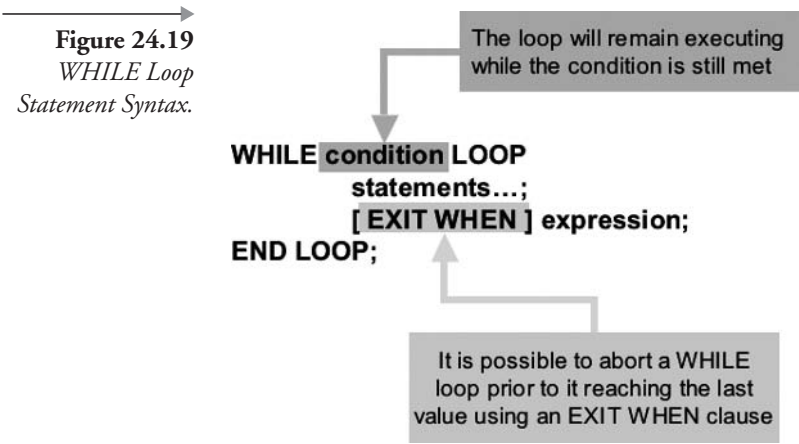 Figure 24.19
WHILE Loop
Statement Syntax.
The loop will remain executing
while the condition is still met
WHILE condition LOOP
statements…;
[ EXIT WHEN ] expression;
END LOOP;
It is possible to abort a WHILE
loop prior to it reaching the last
value using an EXIT WHEN clause